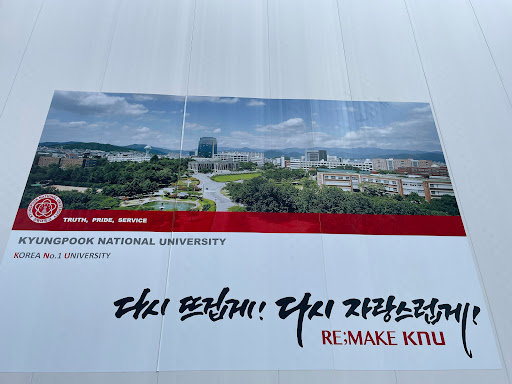 TRUTH, PRIDE, SERVICE
KYUNGPOOK NATIONAL UNIVERSITY
KOREA No.1 UNIVERSITY
다시 뜨겁게! 다시 자랑스럽게!
RE;MAKE KNU